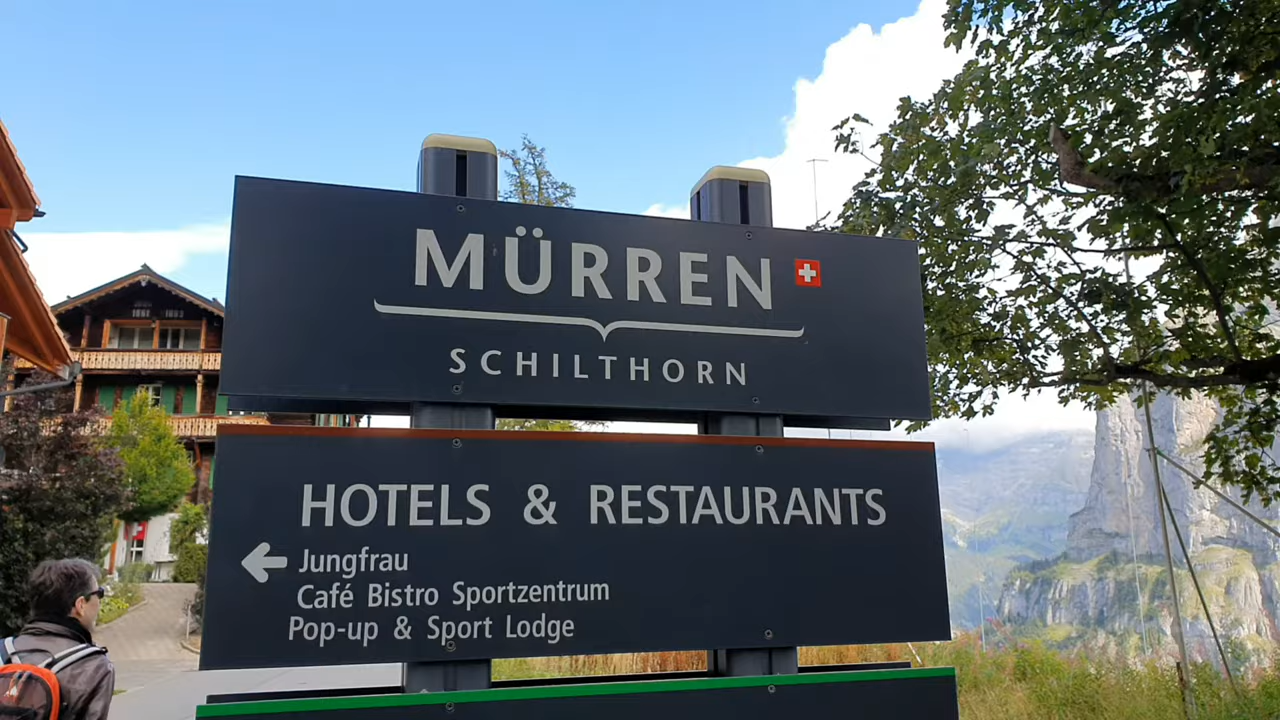 MÜRREN
SCHILTHORN
HOTELS & RESTAURANTS
Jungfrau
Café Bistro Sportzentrum
Pop-up & Sport Lodge